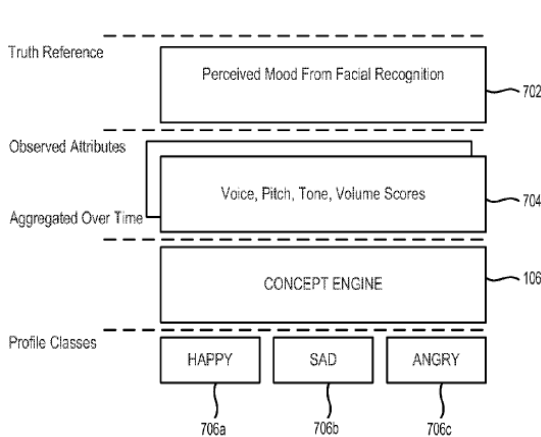 Truth Reference
Perceived Mood From Facial Recognition
702
Observed Attributes
Voice, Pitch, Tone, Volume Scores
704
Aggregated Over Time
CONCEPT ENGINE
106
Profile Classes
HAPPY
SAD
ANGRY
706a
706b
706c